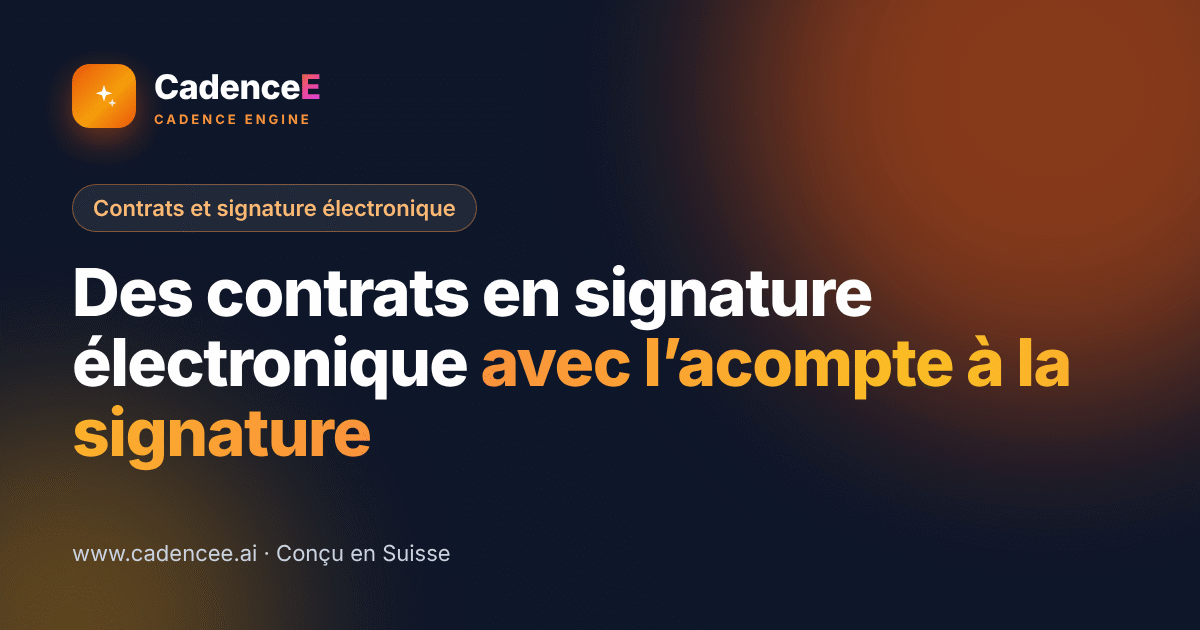 CadenceE
CADENCE ENGINE
Contrats et signature électronique
Des contrats en signature
électronique avec l’acompte à la
signature
www.cadencee.ai · Conçu en Suisse